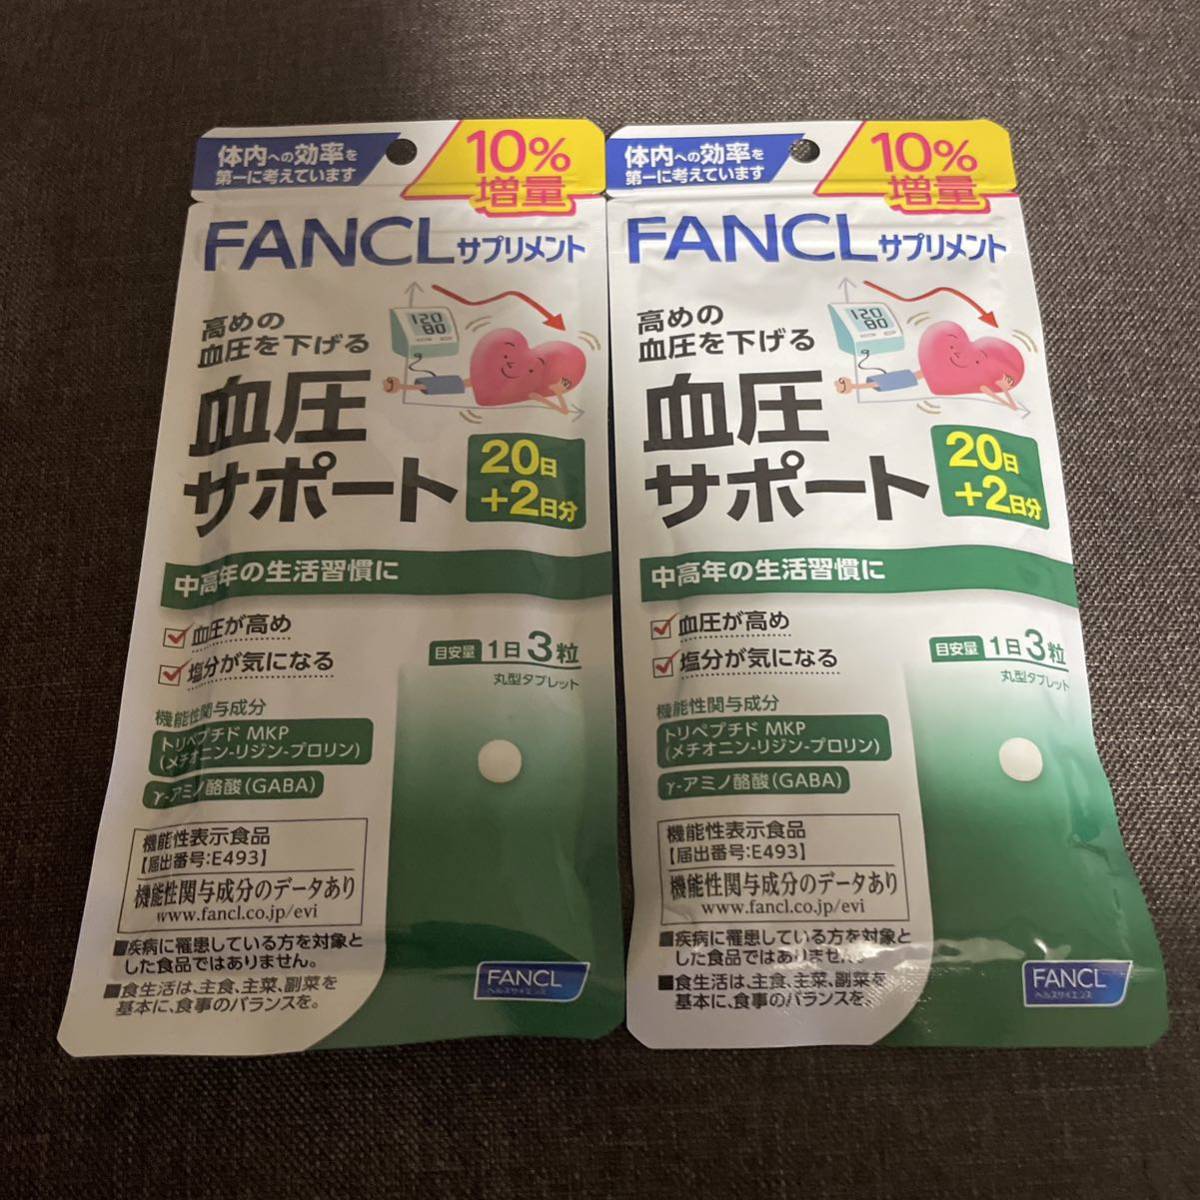 体内への効率を
第一に考えています
10%
増量
FANCL サプリメント
高めの
血圧を下げる
120
80
血圧
サポート
20日
+2日分
中高年の生活習慣に
血圧が高め
塩分が気になる
目安量 1日3粒
丸型タブレット
機能性関与成分
トリペプチド MKP
(メチオニン-リジン-プロリン)
γ-アミノ酪酸(GABA)
機能性表示食品
【届出番号:E493】
機能性関与成分のデータあり
www.fancl.co.jp/evi
■疾病に罹患している方を対象と
した食品ではありません。
■食生活は、主食、主菜、副菜を
基本に、食事のバランスを。
FANCL
ヘルスサイエンス
体内への効率を
第一に考えています
10%
増量
FANCL サプリメント
高めの
血圧を下げる
120
80
血圧
サポート
20日
+2日分
中高年の生活習慣に
血圧が高め
塩分が気になる
目安量 1日3粒
丸型タブレット
機能性関与成分
トリペプチド MKP
(メチオニン-リジン-プロリン)
γ-アミノ酪酸(GABA)
機能性表示食品
【届出番号:E493】
機能性関与成分のデータあり
www.fancl.co.jp/evi
■疾病に罹患している方を対象と
した食品ではありません。
■食生活は、主食、主菜、副菜を
基本に、食事のバランスを。
FANCL
ヘルスサイエンス